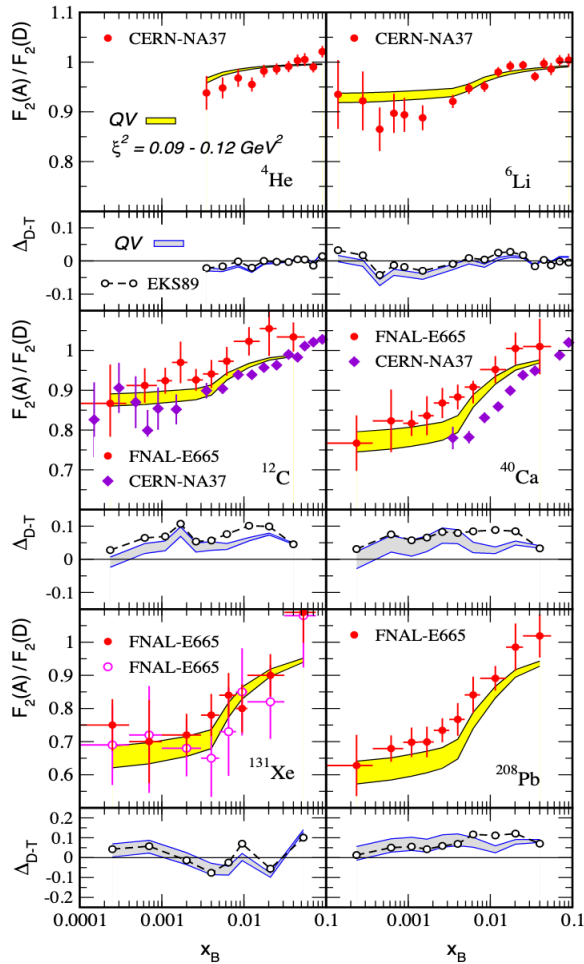 F₂(A) / F₂(D)
1.1
1
0.9
0.8
CERN-NA37
QV
ξ² = 0.09 - 0.12 GeV²
⁴He
CERN-NA37
⁶Li
Δ_D-T
0.1
0
-0.1
QV
EKS89
F₂(A) / F₂(D)
1
0.9
0.8
0.7
FNAL-E665
CERN-NA37
¹²C
FNAL-E665
CERN-NA37
⁴⁰Ca
Δ_D-T
0.1
0
-0.1
F₂(A) / F₂(D)
1
0.9
0.8
0.7
0.6
FNAL-E665
FNAL-E665
¹³¹Xe
FNAL-E665
²⁰⁸Pb
Δ_D-T
0.2
0.1
0
0.1
0.2
0.0001 0.001 0.01 0.1 0.001 0.01 0.1
x_B x_B